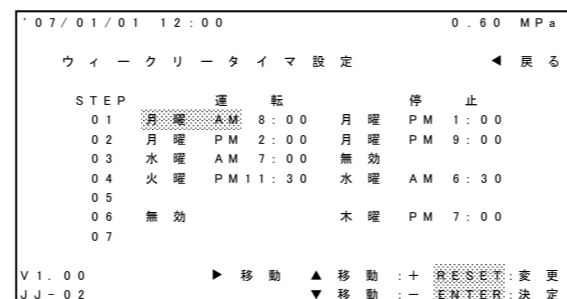 '07/01/01 12:00 0.60 MPa
ウィークリータイマ設定 ◀ 戻る
STEP 運転 停止
01 月曜 AM 8:00 月曜 PM 1:00
02 月曜 PM 2:00 月曜 PM 9:00
03 水曜 AM 7:00 無効
04 火曜 PM11:30 水曜 AM 6:30
05
06 無効 木曜 PM 7:00
07
V1.00 ▶ 移動 ▲ 移動 :+ RESET:変更
JJ-02 ▼ 移動 :− ENTER:決定